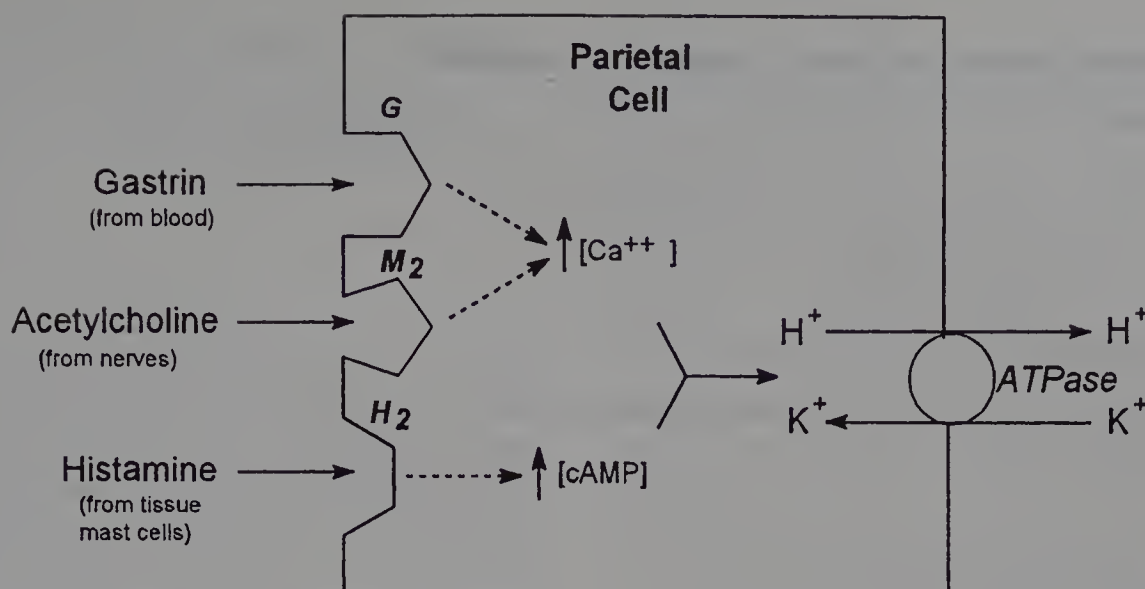 Parietal
Cell
G
Gastrin
(from blood)
[Ca⁺⁺ ]
M₂
Acetylcholine
(from nerves)
H⁺ H⁺
ATPase
K⁺ K⁺
H₂
Histamine
(from tissue
mast cells)
[cAMP]